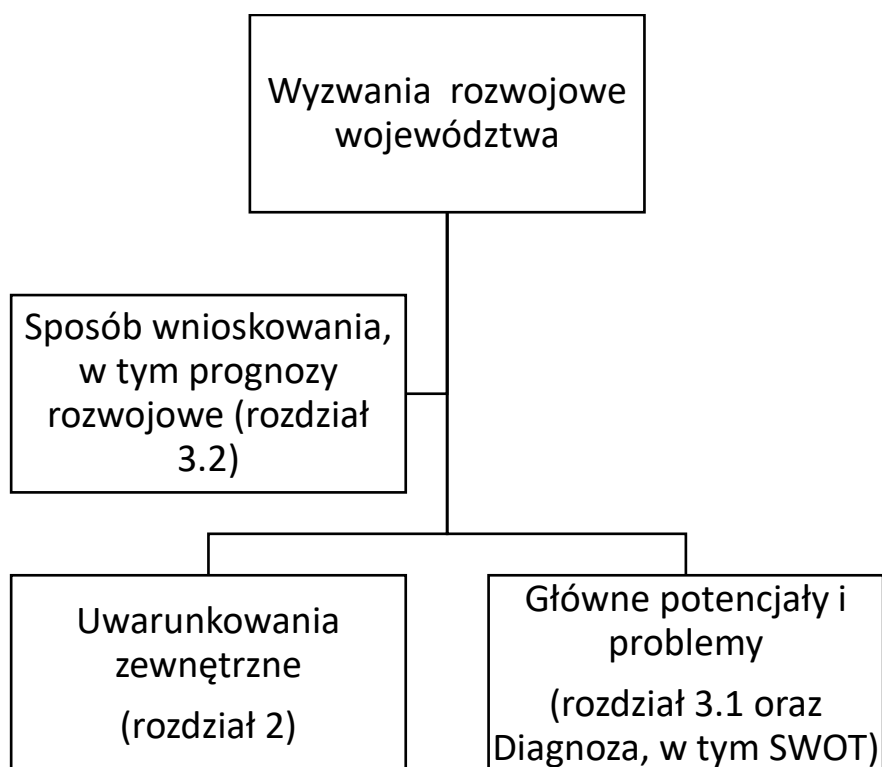 Wyzwania rozwojowe
województwa
Sposób wnioskowania,
w tym prognozy
rozwojowe (rozdział
3.2)
Uwarunkowania
zewnętrzne
(rozdział 2)
Główne potencjały i
problemy
(rozdział 3.1 oraz
Diagnoza, w tym SWOT)